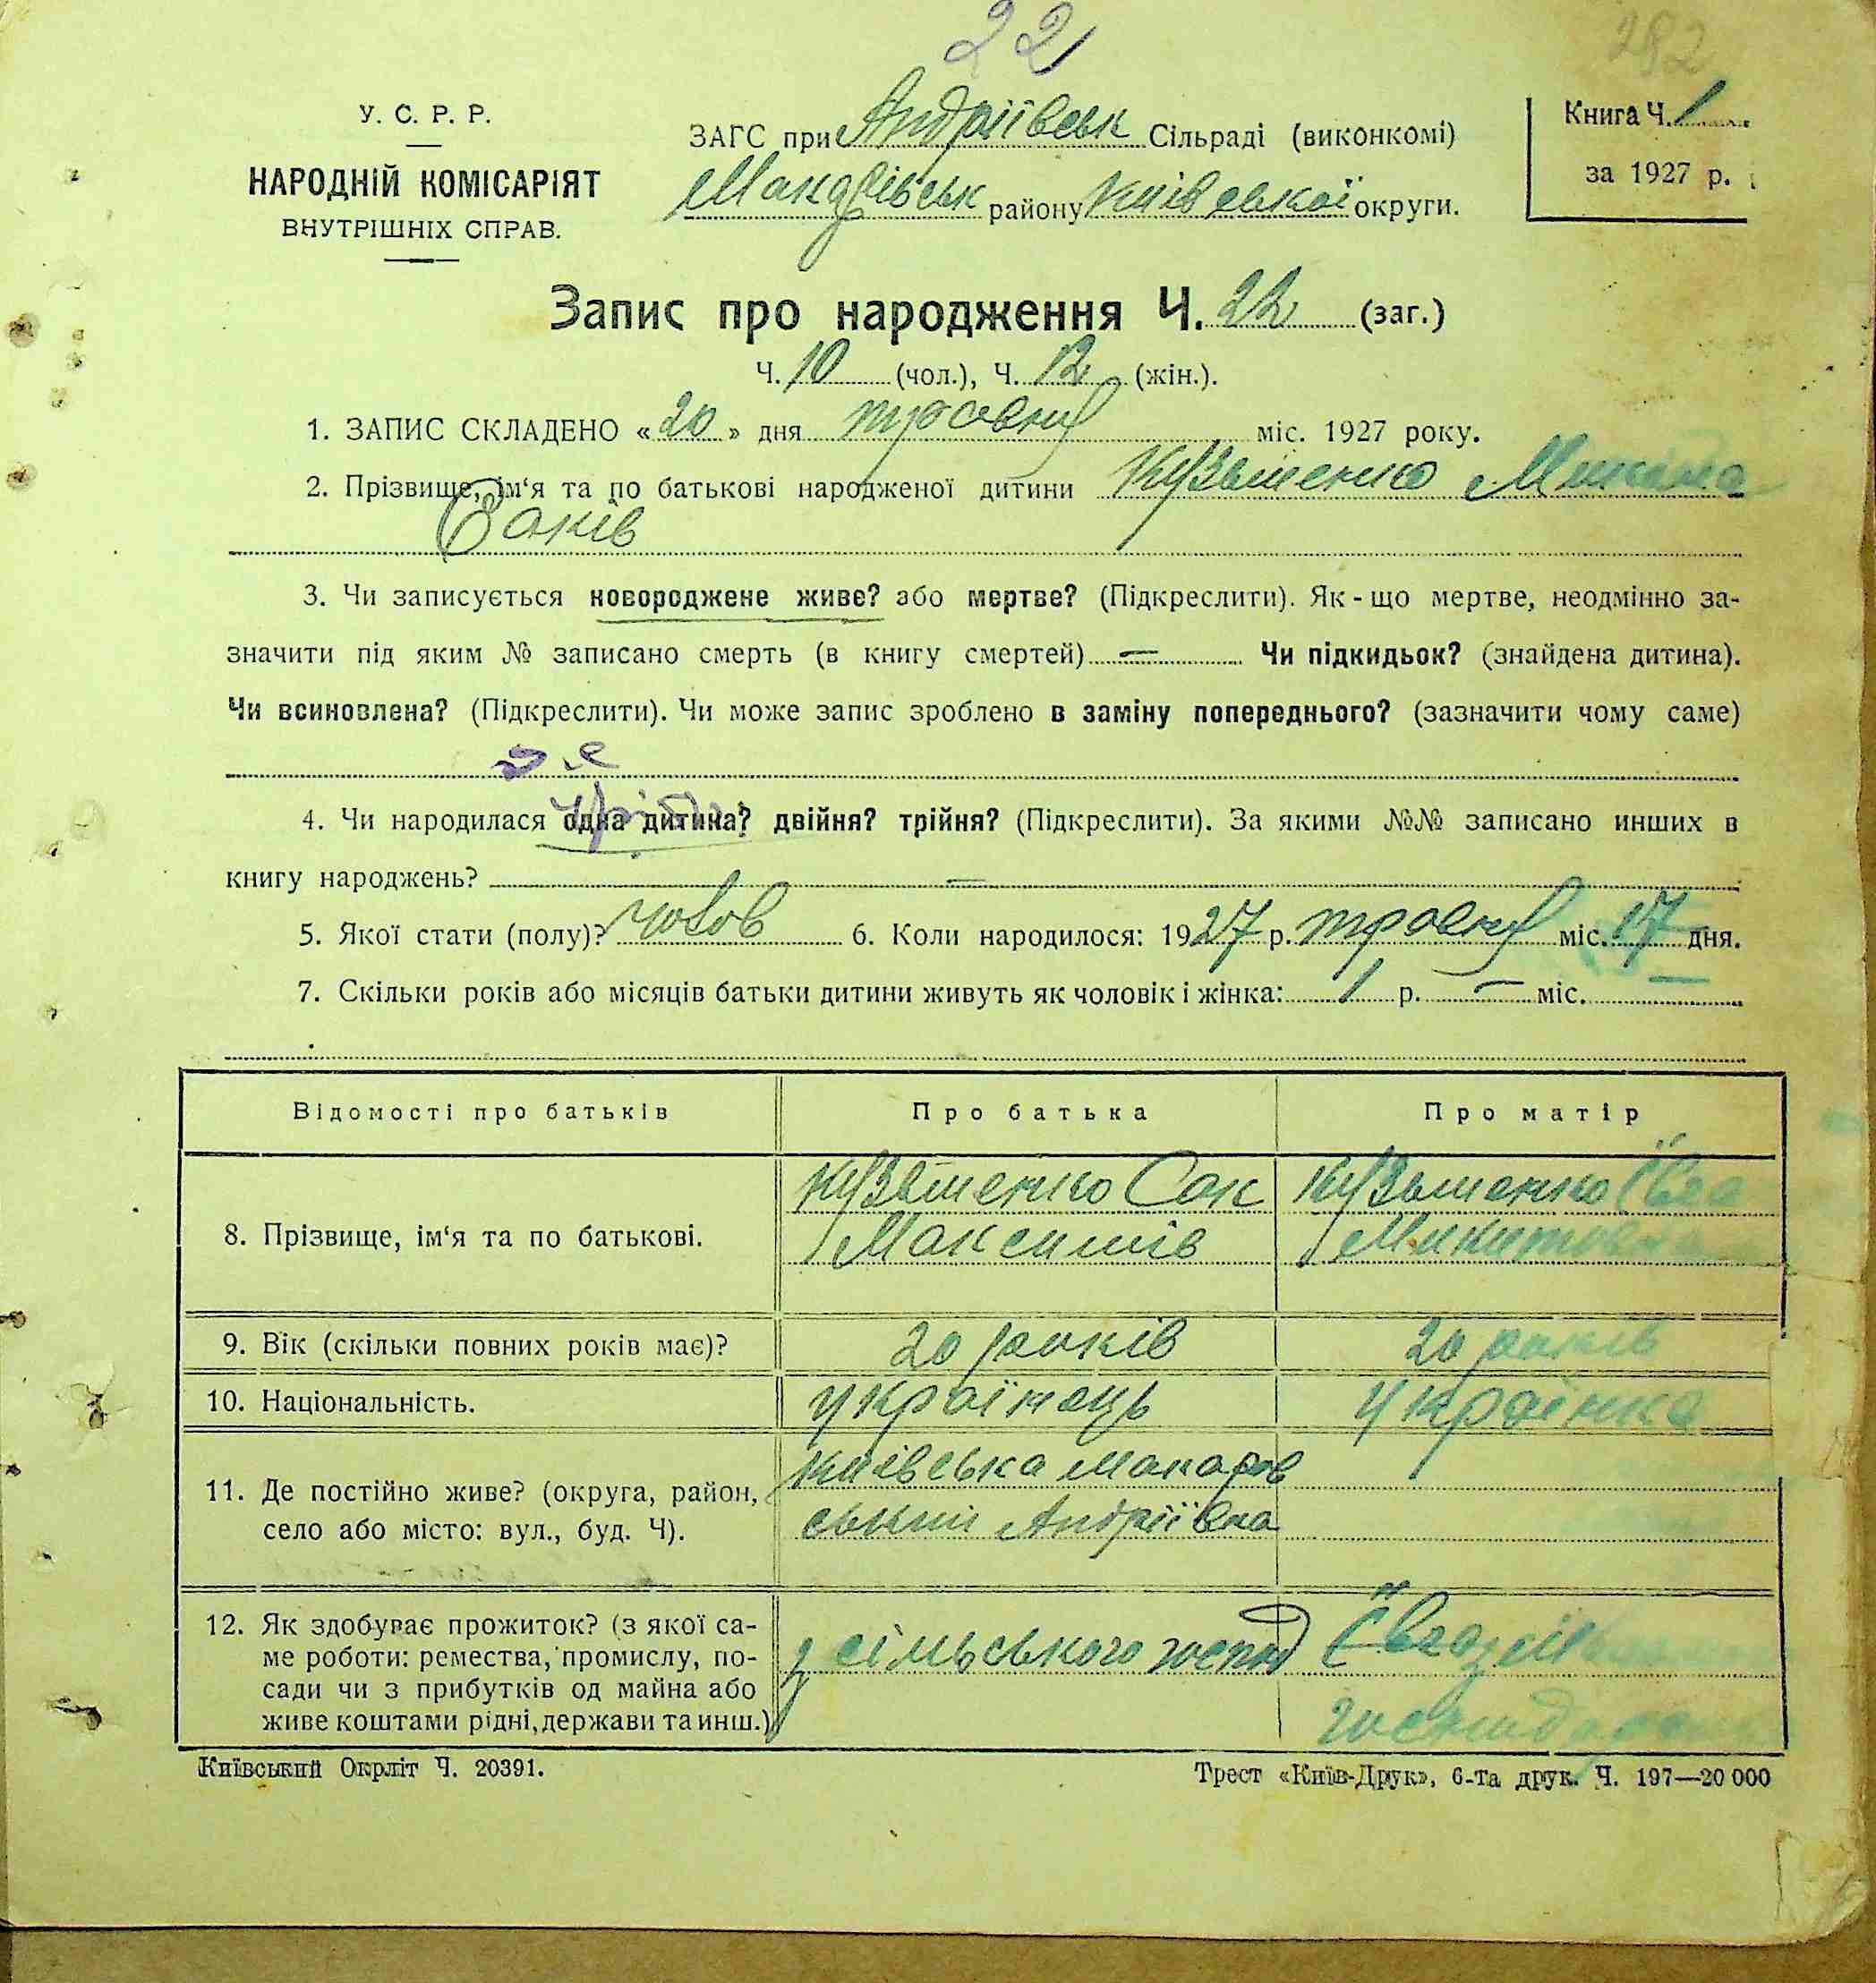 22
282
У. С. Р. Р.
НАРОДНІЙ КОМІСАРІЯТ
ВНУТРІШНІХ СПРАВ.
ЗАГС при Андріївськ Сільраді (виконкомі)
району Київської округи.
Книга Ч. 1
за 1927 р.
Запис про народження Ч. 22 (заг.)
Ч. 10 (чол.), Ч. 12 (жін.).
1. ЗАПИС СКЛАДЕНО «20» дня травня міс. 1927 року.
2. Прізвище, ім‘я та по батькові народженої дитини Кузьменко Микита
3. Чи записується новороджене живе? або мертве? (Підкреслити). Як-що мертве, неодмінно за-
значити під яким № записано смерть (в книгу смертей) — Чи підкидьок? (знайдена дитина).
Чи всиновлена? (Підкреслити). Чи може запис зроблено в заміну попереднього? (зазначити чому саме)
4. Чи народилася одна дитина? двійня? трійня? (Підкреслити). За якими №№ записано инших в
книгу народжень? —
5. Якої стати (полу)? чолов 6. Коли народилося: 1927 р. травня міс. 17 дня.
7. Скільки років або місяців батьки дитини живуть як чоловік і жінка: 1 р. — міс. —
Відомості про батьків Про батька Про матір
8. Прізвище, ім‘я та по батькові.
Кузьменко Сак
Максимів
Кузьменко Єва
Микитовна
9. Вік (скільки повних років має)? 20 років 20 років
10. Національність. українець українка
11. Де постійно живе? (округа, район,
село або місто: вул., буд. Ч).
Київська Макаров
ський Андріївка
12. Як здобуває прожиток? (з якої са-
ме роботи: ремества, промислу, по-
сади чи з прибутків од майна або
живе коштами рідні, держави та инш.)
з сільського господ
Київський Окрліт Ч. 20391.
Трест «Київ-Друк», 6-та друк. Ч. 197—20 000